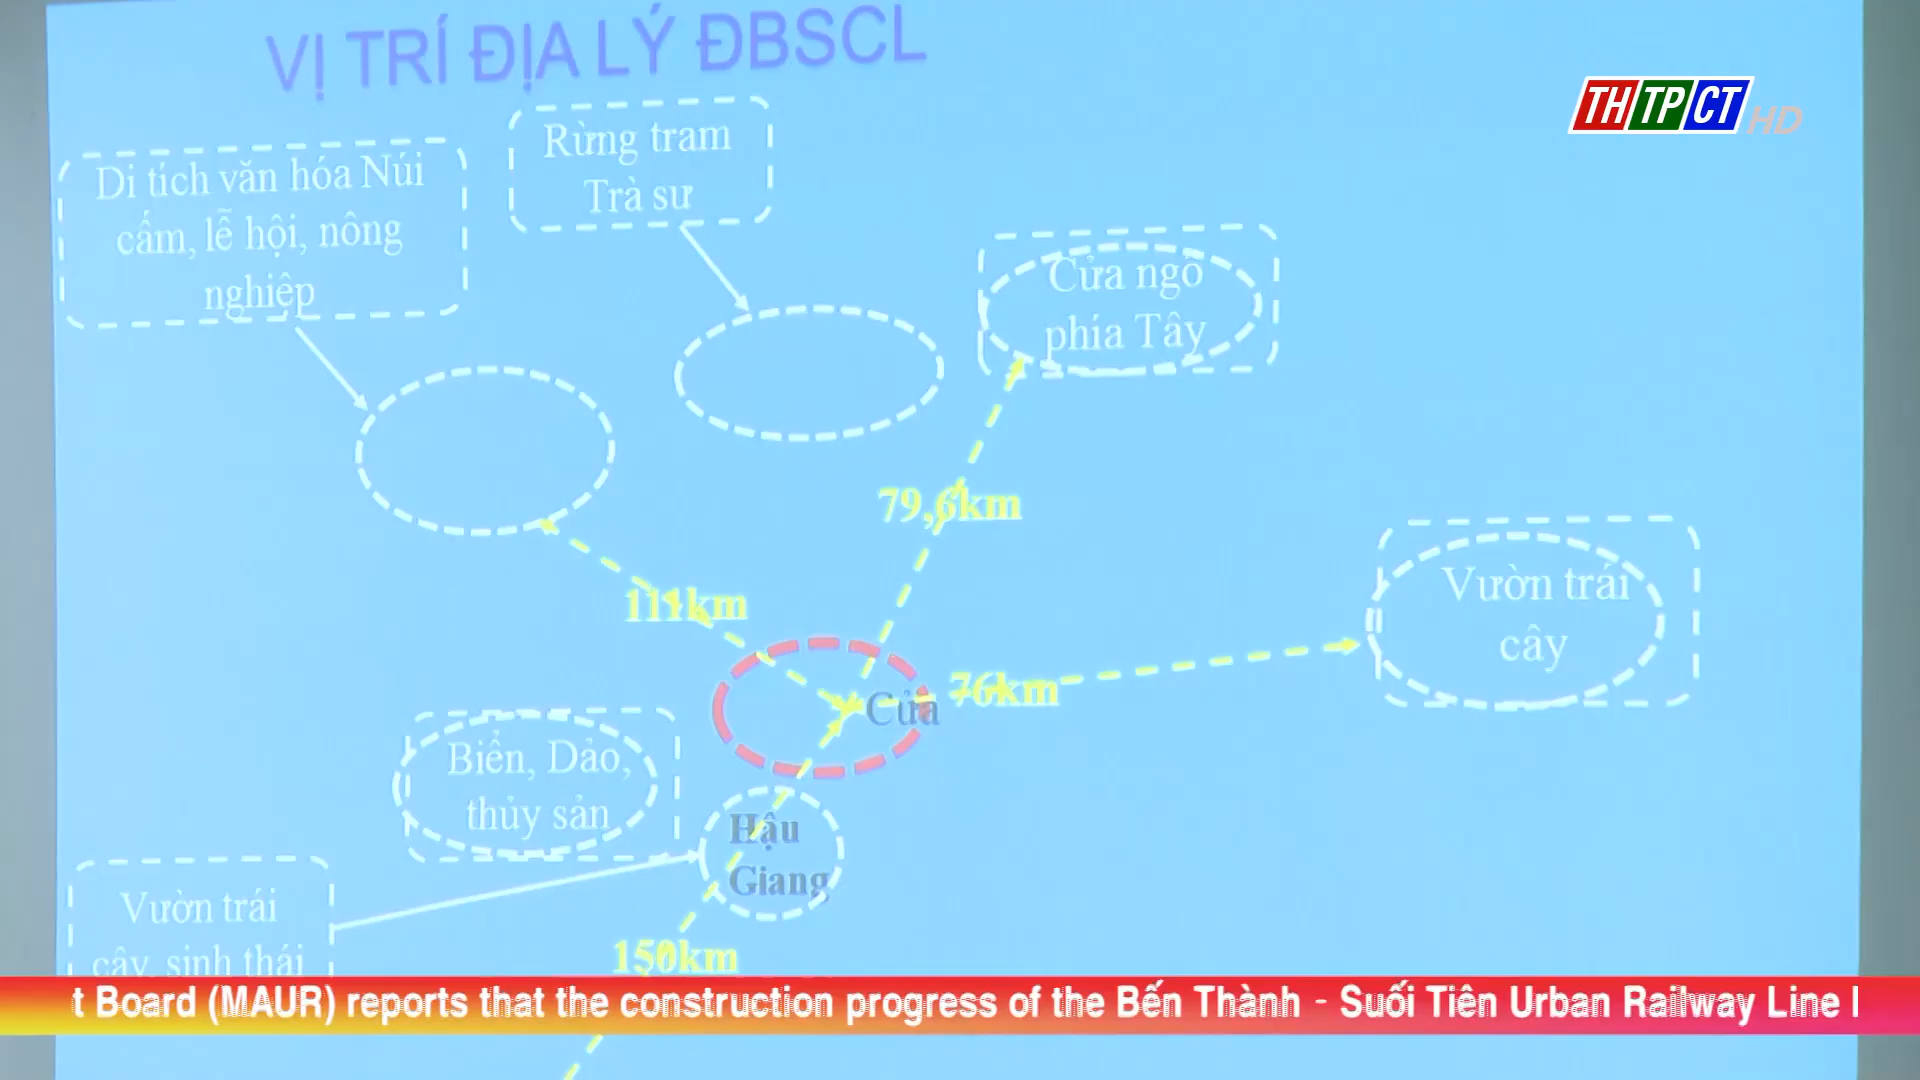 VỊ TRÍ ĐỊA LÝ ĐBSCL
THTPCT HD
Rừng tram
Trà sư
Di tích văn hóa Núi
cấm, lễ hội, nông
nghiệp
Cửa ngõ
phía Tây
79,6km
Vườn trái
cây
111km
76km
Cửa
Biển, Dảo,
thủy sản
Hậu
Giang
Vườn trái
cây, sinh thái
150km
t Board (MAUR) reports that the construction progress of the Bến Thành - Suối Tiên Urban Railway Line